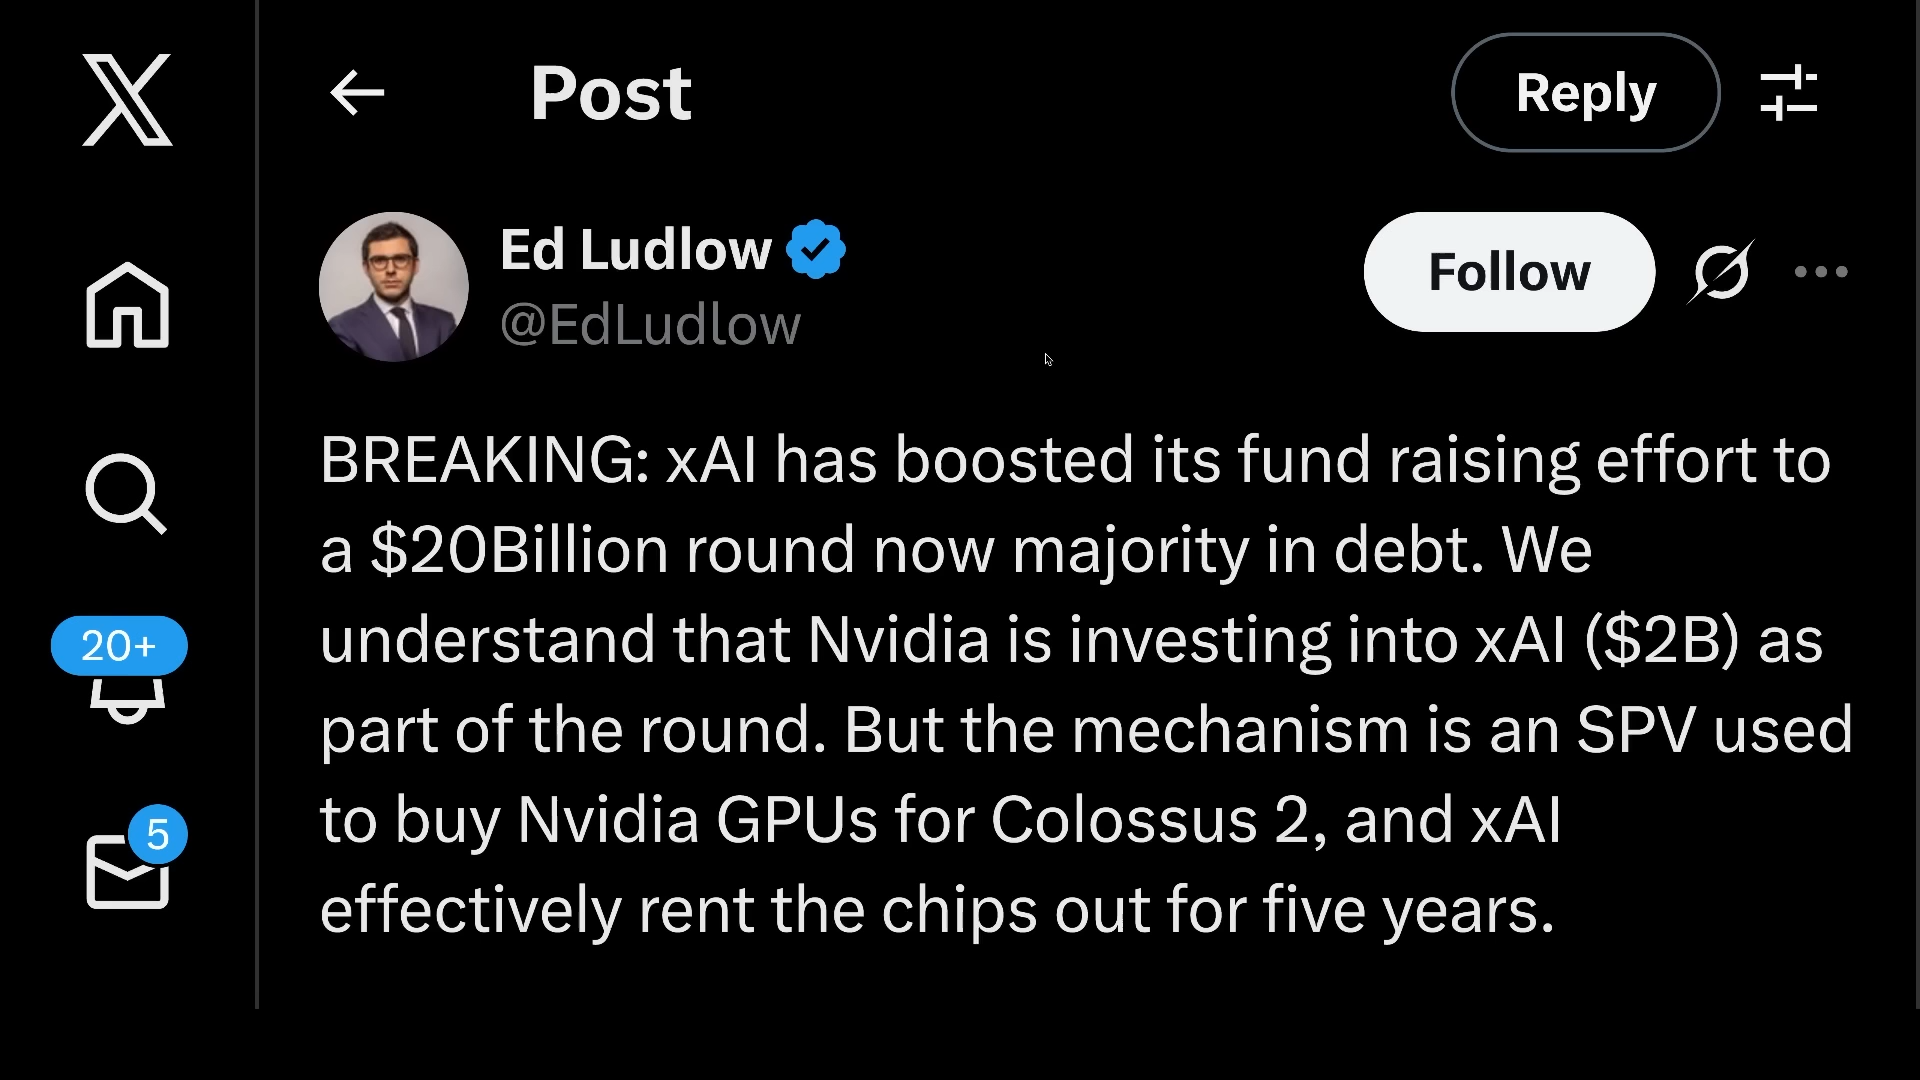 Post
Reply
Ed Ludlow
@EdLudlow
Follow
20+
5
BREAKING: xAI has boosted its fund raising effort to
a $20Billion round now majority in debt. We
understand that Nvidia is investing into xAI ($2B) as
part of the round. But the mechanism is an SPV used
to buy Nvidia GPUs for Colossus 2, and xAI
effectively rent the chips out for five years.